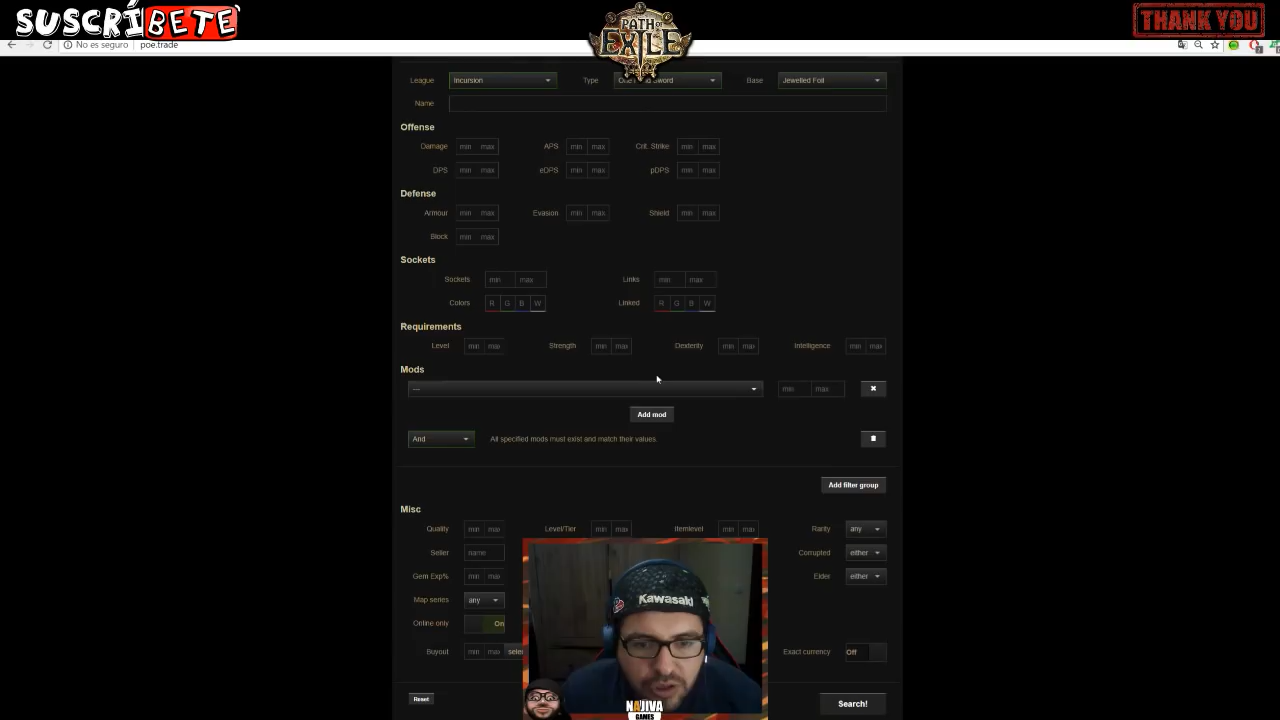 SUSCRÍBETE
PATH OF EXILE
THANK YOU
No es seguro poe.trade
League Incursion Type One Hand Sword Base Jewelled Foil
Name
Offense
Damage min max APS min max Crit. Strike min max
DPS min max eDPS min max pDPS min max
Defense
Armour min max Evasion min max Shield min max
Block min max
Sockets
Sockets min max Links min max
Colors R G B W Linked R G B W
Requirements
Level min max Strength min max Dexterity min max Intelligence min max
Mods
--- min max
Add mod
And All specified mods must exist and match their values.
Add filter group
Misc
Quality min max Level/Tier min max Itemlevel min max Rarity any
Seller name Corrupted either
Gem Exp% min max Elder either
Map series any
Online only On
Buyout min max Exact currency Off
Reset Search!
Kawasaki
NAJIVA
GAMES